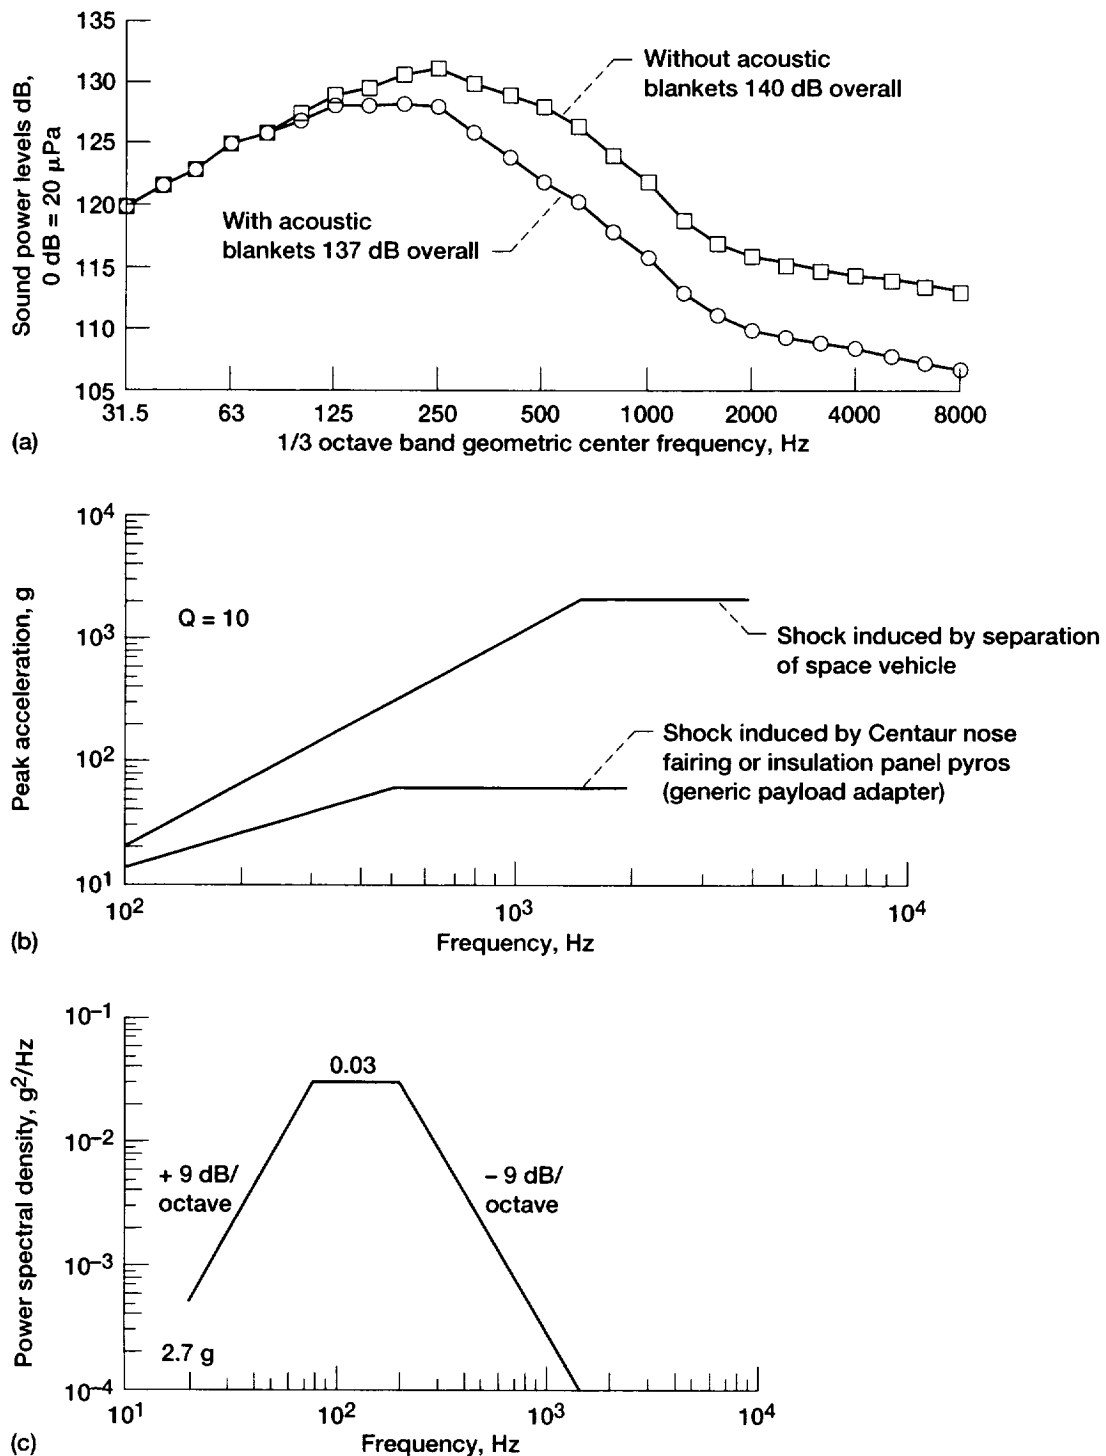 135
130
125
120
115
110
105
Sound power levels dB,
0 dB = 20 μPa
Without acoustic
blankets 140 dB overall
With acoustic
blankets 137 dB overall
31.5 63 125 250 500 1000 2000 4000 8000
(a)
1/3 octave band geometric center frequency, Hz
10⁴
10³
10²
10¹
Peak acceleration, g
Q = 10
Shock induced by separation
of space vehicle
Shock induced by Centaur nose
fairing or insulation panel pyros
(generic payload adapter)
10² 10³ 10⁴
(b)
Frequency, Hz
10⁻¹
10⁻²
10⁻³
10⁻⁴
Power spectral density, g²/Hz
0.03
+ 9 dB/
octave
– 9 dB/
octave
2.7 g
10¹ 10² 10³ 10⁴
(c)
Frequency, Hz